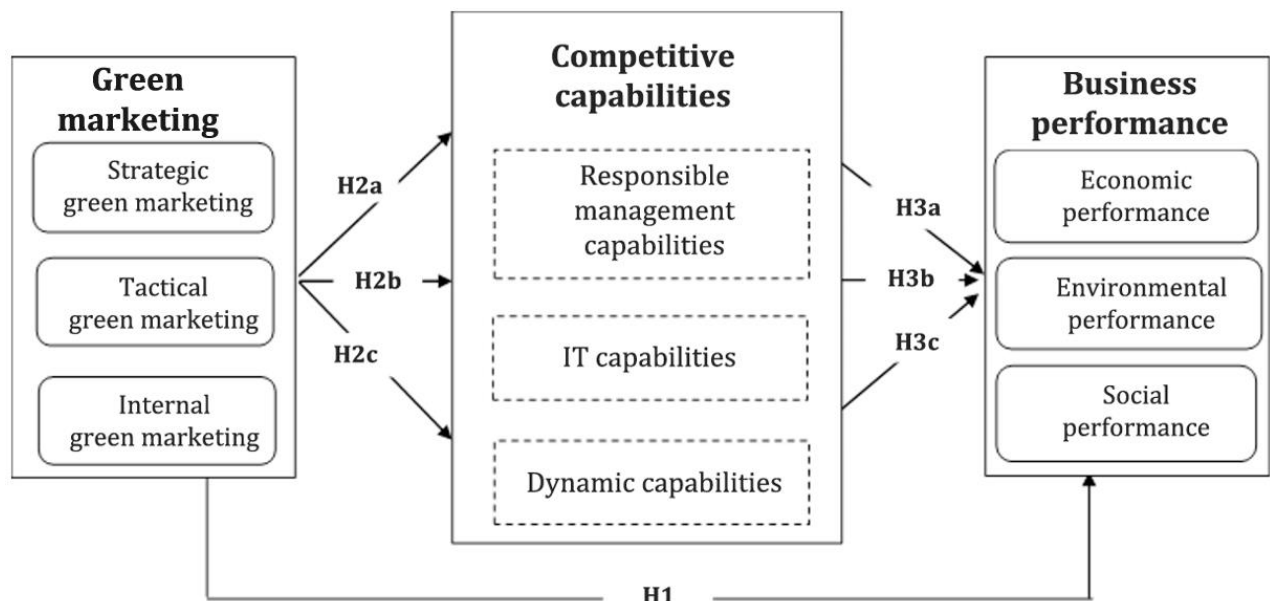 Green
marketing
Strategic
green marketing
Tactical
green marketing
Internal
green marketing
H2a
H2b
H2c
Competitive
capabilities
Responsible
management
capabilities
IT capabilities
Dynamic capabilities
H3a
H3b
H3c
Business
performance
Economic
performance
Environmental
performance
Social
performance
H1